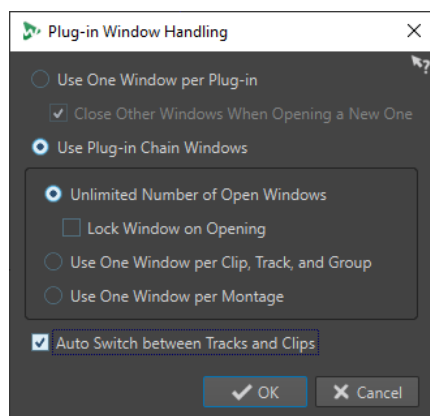 Plug-in Window Handling
Use One Window per Plug-in
Close Other Windows When Opening a New One
Use Plug-in Chain Windows
Unlimited Number of Open Windows
Lock Window on Opening
Use One Window per Clip, Track, and Group
Use One Window per Montage
Auto Switch between Tracks and Clips
OK
Cancel